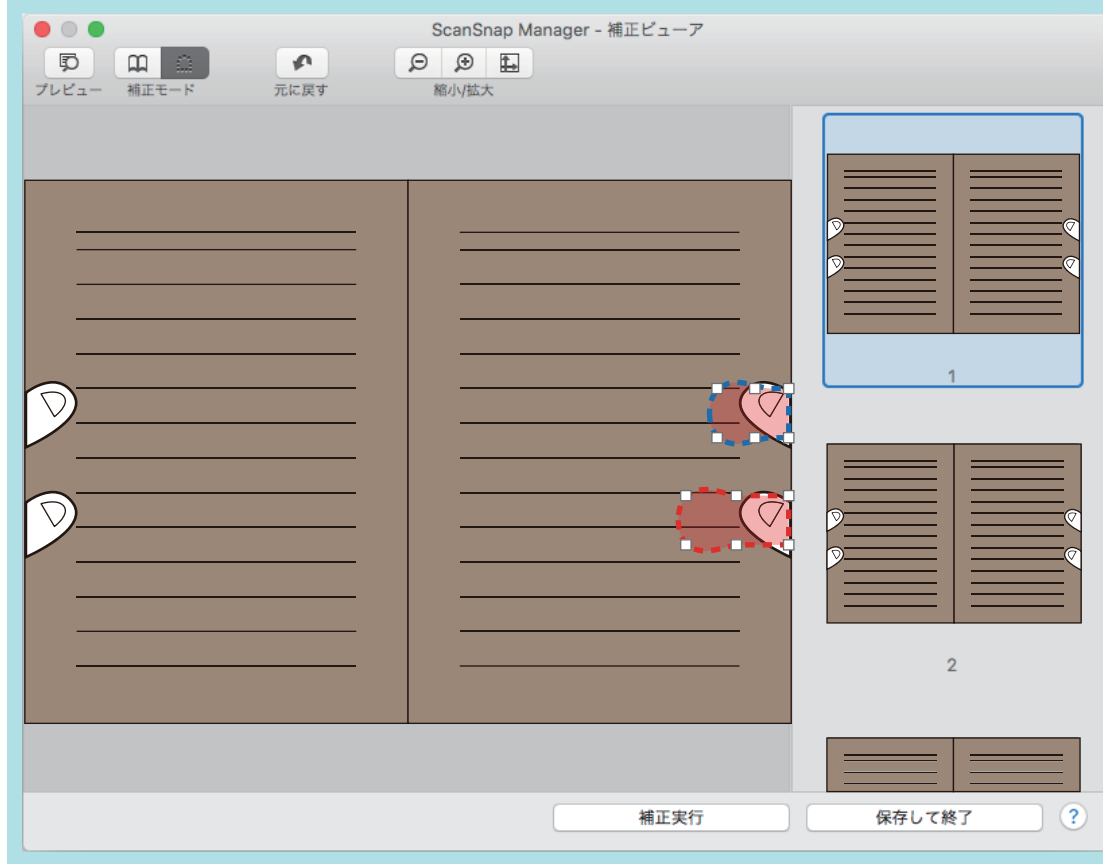 ScanSnap Manager - 補正ビューア
プレビュー 補正モード 元に戻す 縮小/拡大
1
2
補正実行 保存して終了 ?